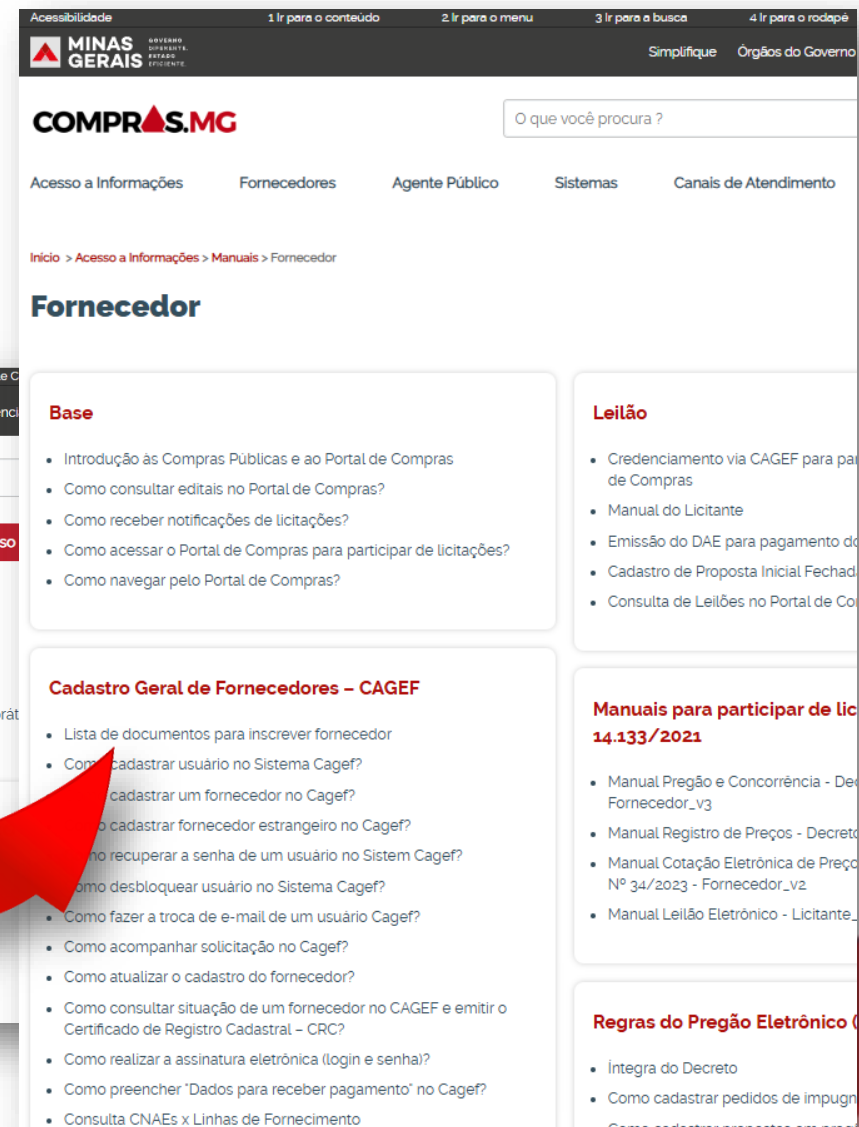 Acessibilidade 1 Ir para o conteúdo 2 Ir para o menu 3 Ir para a busca 4 Ir para o rodapé
MINAS GERAIS GOVERNO DIFERENTE. ESTADO EFICIENTE.
Simplifique Órgãos do Governo
COMPRAS.MG
O que você procura ?
Acesso a Informações Fornecedores Agente Público Sistemas Canais de Atendimento
Início > Acesso a Informações > Manuais > Fornecedor
Fornecedor
Base
• Introdução às Compras Públicas e ao Portal de Compras
• Como consultar editais no Portal de Compras?
• Como receber notificações de licitações?
• Como acessar o Portal de Compras para participar de licitações?
• Como navegar pelo Portal de Compras?
Cadastro Geral de Fornecedores – CAGEF
• Lista de documentos para inscrever fornecedor
• Como cadastrar usuário no Sistema Cagef?
cadastrar um fornecedor no Cagef?
cadastrar fornecedor estrangeiro no Cagef?
recuperar a senha de um usuário no Sistem Cagef?
desbloquear usuário no Sistema Cagef?
• Como fazer a troca de e-mail de um usuário Cagef?
• Como acompanhar solicitação no Cagef?
• Como atualizar o cadastro do fornecedor?
• Como consultar situação de um fornecedor no CAGEF e emitir o
Certificado de Registro Cadastral – CRC?
• Como realizar a assinatura eletrônica (login e senha)?
• Como preencher "Dados para receber pagamento" no Cagef?
• Consulta CNAEs x Linhas de Fornecimento
Leilão
• Credenciamento via CAGEF para
de Compras
• Manual do Licitante
• Emissão do DAE para pagamento
• Cadastro de Proposta Inicial
• Consulta de Leilões no Portal de
Manuais para participar de
14.133/2021
• Manual Pregão e Concorrência -
Fornecedor_v3
• Manual Registro de Preços -
• Manual Cotação Eletrônica de
Nº 34/2023 - Fornecedor_v2
• Manual Leilão Eletrônico - Licitante_
Regras do Pregão Eletrônico (
• Íntegra do Decreto
• Como cadastrar pedidos de